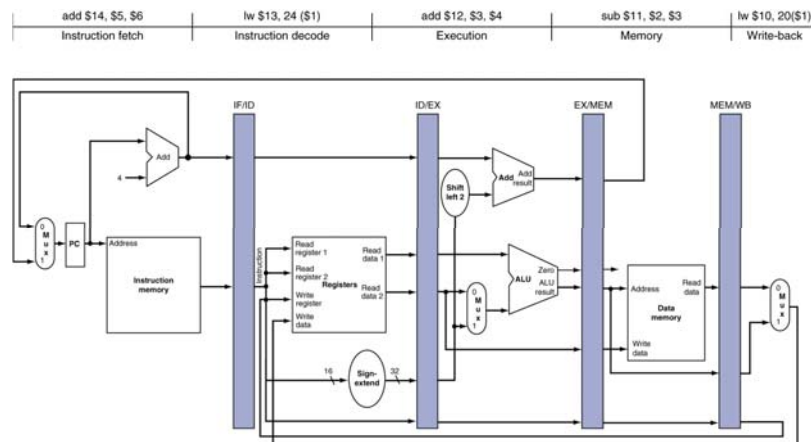 add $14, $5, $6
lw $13, 24 ($1)
add $12, $3, $4
sub $11, $2, $3
lw $10, 20($1)
Instruction fetch
Instruction decode
Execution
Memory
Write-back
IF/ID
ID/EX
EX/MEM
MEM/WB
Add
4
Shift
left 2
Add
Add
result
0
M
u
x
1
PC
Address
Instruction
memory
Instruction
Read
register 1
Read
register 2
Write
register
Write
data
Registers
Read
data 1
Read
data 2
0
M
u
x
1
ALU
Zero
ALU
result
Address
Read
data
Data
memory
Write
data
0
M
u
x
1
16
Sign-
extend
32